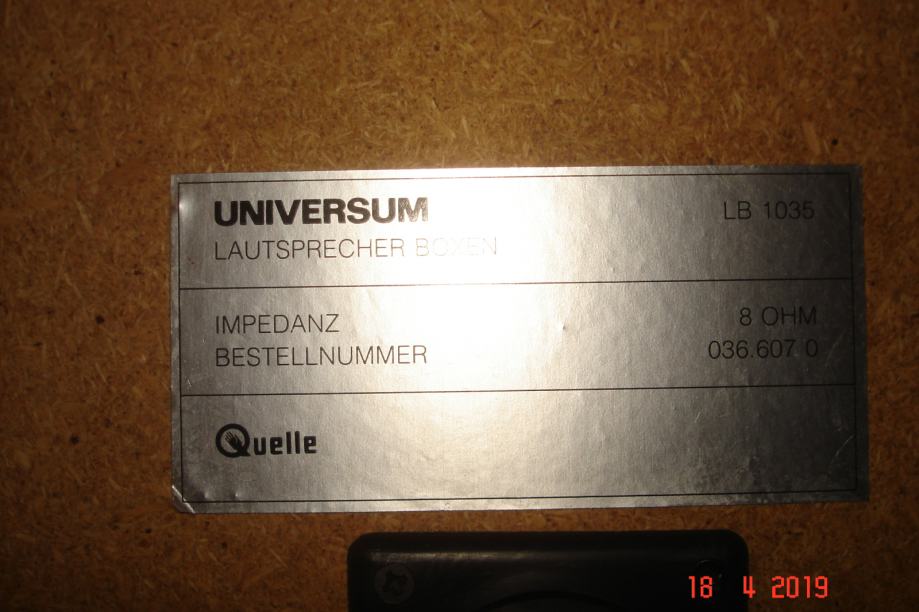 UNIVERSUM LB 1035
LAUTSPRECHER BOXEN
IMPEDANZ 8 OHM
BESTELLNUMMER 036.607 0
Quelle
18 4 2019